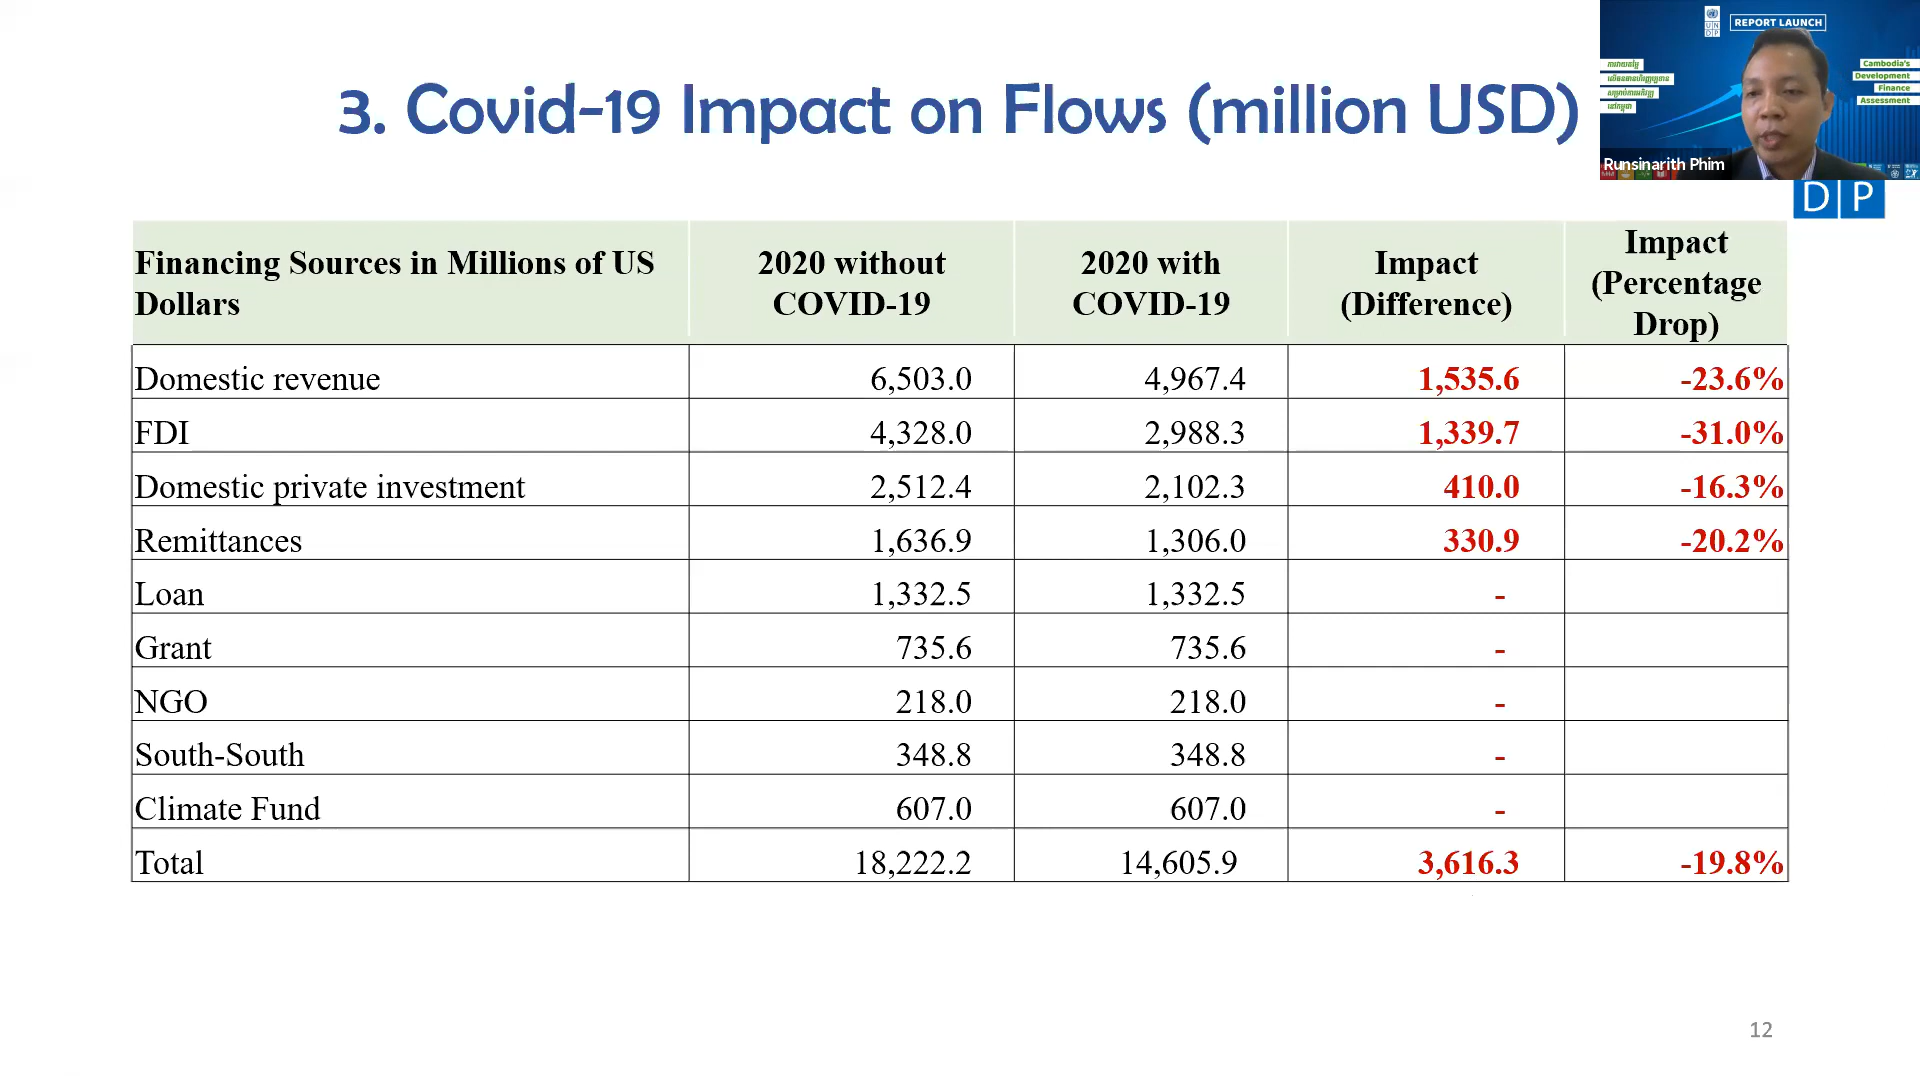 REPORT LAUNCH
UN
DP
Cambodia's
Development
Finance
Assessment
Runsinarith Phim
D P
3. Covid-19 Impact on Flows (million USD)
Financing Sources in Millions of US Dollars 2020 without COVID-19 2020 with COVID-19 Impact (Difference) Impact (Percentage Drop)
Domestic revenue 6,503.0 4,967.4 1,535.6 -23.6%
FDI 4,328.0 2,988.3 1,339.7 -31.0%
Domestic private investment 2,512.4 2,102.3 410.0 -16.3%
Remittances 1,636.9 1,306.0 330.9 -20.2%
Loan 1,332.5 1,332.5 -
Grant 735.6 735.6 -
NGO 218.0 218.0 -
South-South 348.8 348.8 -
Climate Fund 607.0 607.0 -
Total 18,222.2 14,605.9 3,616.3 -19.8%
12